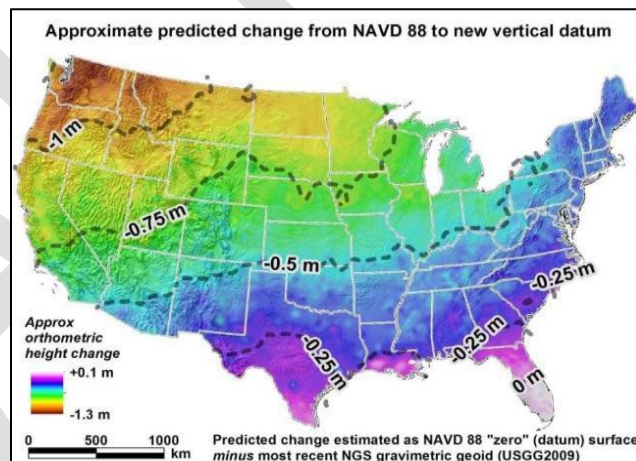 Approximate predicted change from NAVD 88 to new vertical datum
-1 m
-0.75 m
-0.5 m
-0.25 m
-0.25 m
-0.25 m
0 m
Approx
orthometric
height change
+0.1 m
-1.3 m
0 500 1000
km
Predicted change estimated as NAVD 88 "zero" (datum) surface
minus most recent NGS gravimetric geoid (USGG2009)